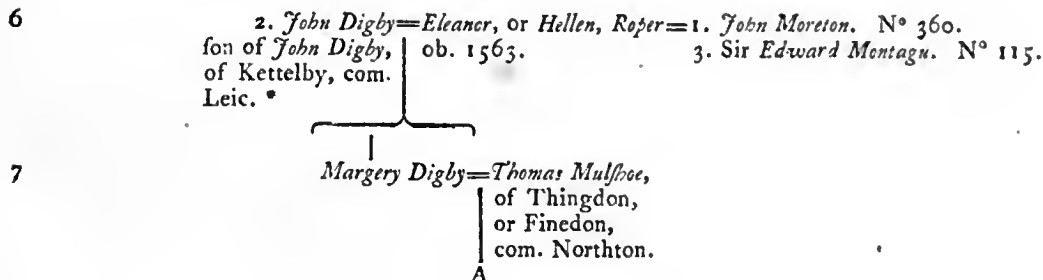 6 2. John Digby=Eleanor, or Hellen, Roper=1. John Moreton. N° 360.
ſon of John Digby, ob. 1563. 3. Sir Edward Montagu. N° 115.
of Kettelby, com.
Leic. *
7 Margery Digby=Thomas Mulſhoe,
of Thingdon,
or Finedon,
com. Northton.
A